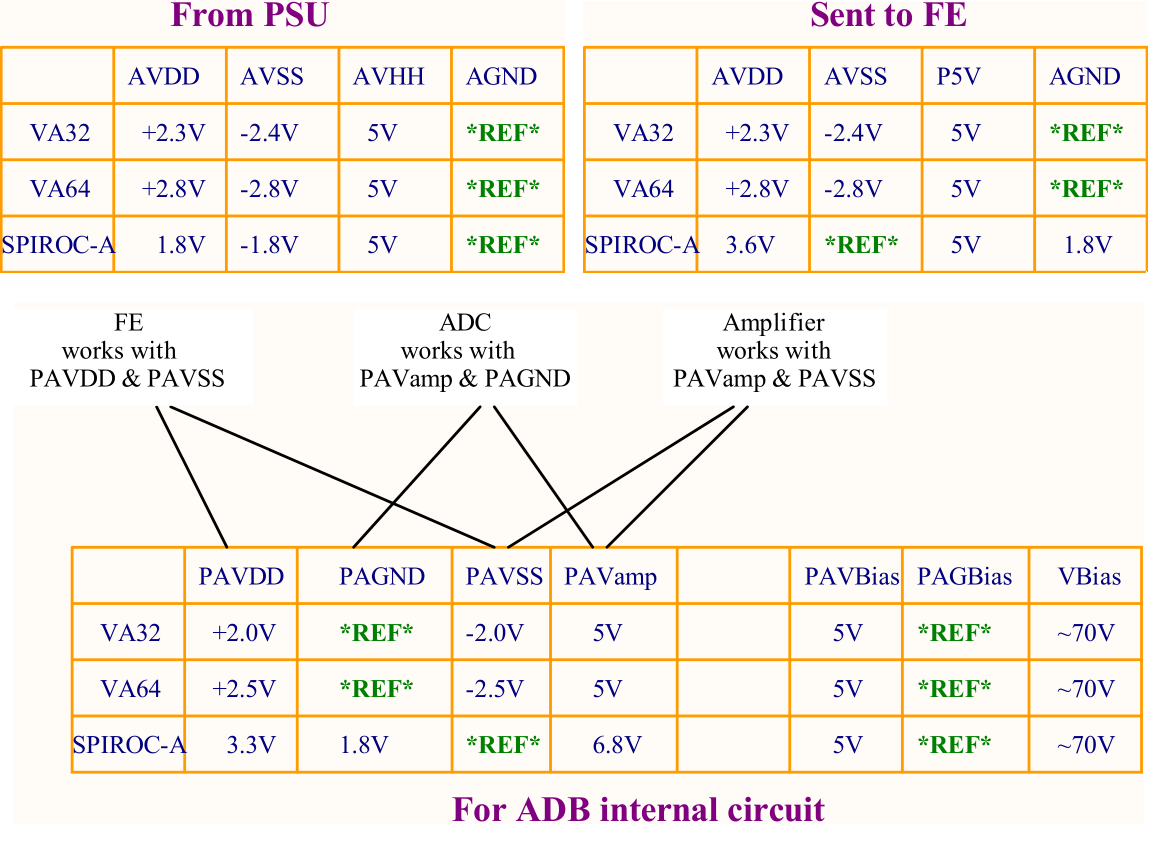 From PSU
AVDD AVSS AVHH AGND
VA32 +2.3V -2.4V 5V *REF*
VA64 +2.8V -2.8V 5V *REF*
SPIROC-A 1.8V -1.8V 5V *REF*
Sent to FE
AVDD AVSS P5V AGND
VA32 +2.3V -2.4V 5V *REF*
VA64 +2.8V -2.8V 5V *REF*
SPIROC-A 3.6V *REF* 5V 1.8V
FE
works with
PAVDD & PAVSS
ADC
works with
PAVamp & PAGND
Amplifier
works with
PAVamp & PAVSS
PAVDD PAGND PAVSS PAVamp PAVBias PAGBias VBias
VA32 +2.0V *REF* -2.0V 5V 5V *REF* ~70V
VA64 +2.5V *REF* -2.5V 5V 5V *REF* ~70V
SPIROC-A 3.3V 1.8V *REF* 6.8V 5V *REF* ~70V
For ADB internal circuit